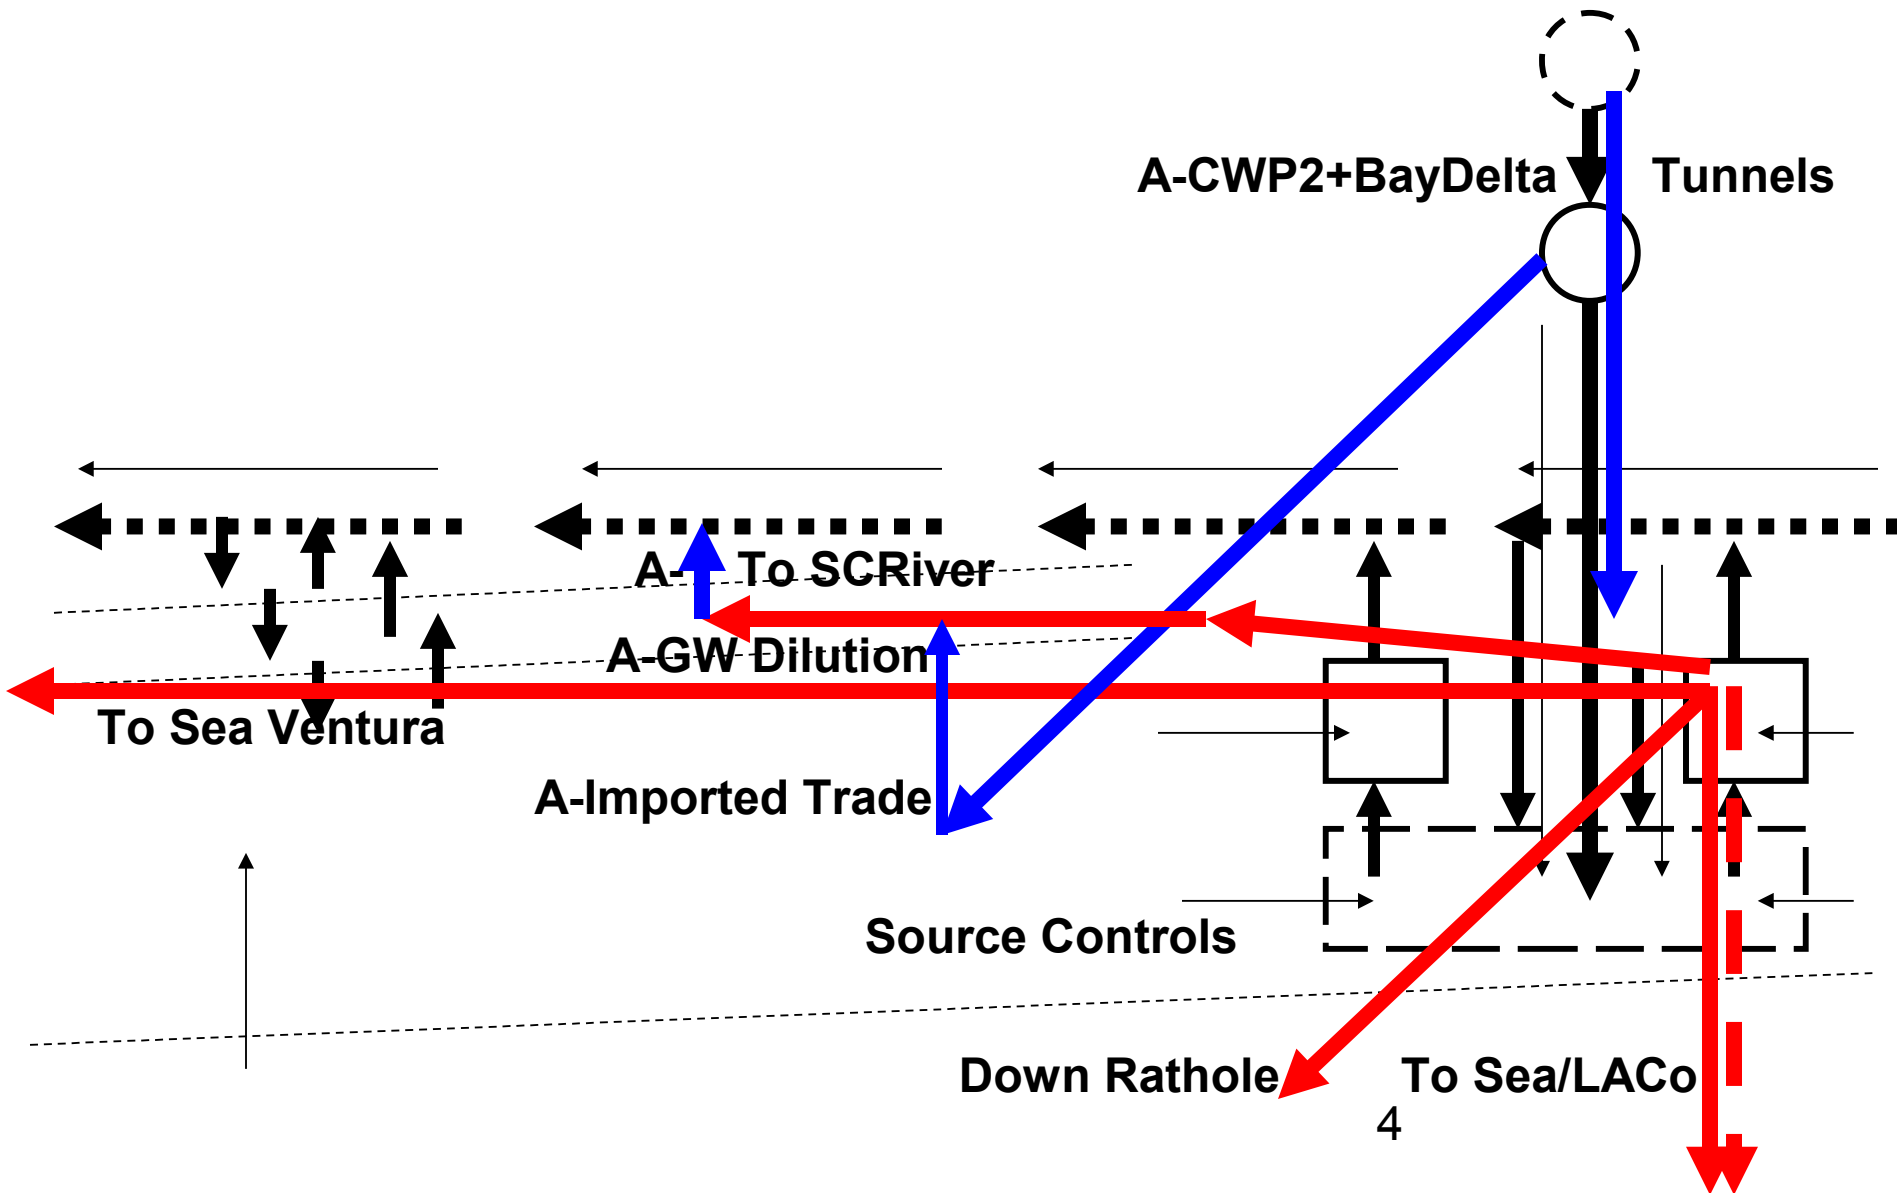 A-CWP2+BayDelta Tunnels
A- To SCRiver
A-GW Dilution
To Sea Ventura
A-Imported Trade
Source Controls
Down Rathole To Sea/LACo
4